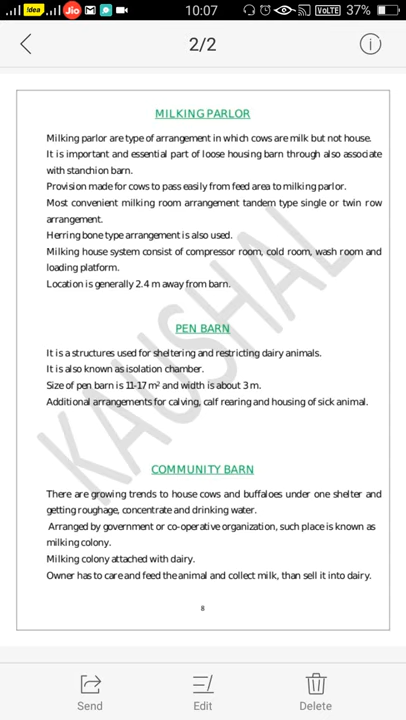 idea
Jio
10:07
VoLTE
37%
2/2
MILKING PARLOR
Milking parlor are type of arrangement in which cows are milk but not house.
It is important and essential part of loose housing barn through also associate
with stanchion barn.
Provision made for cows to pass easily from feed area to milking parlor.
Most convenient milking room arrangement tandem type single or twin row
arrangement.
Herring bone type arrangement is also used.
Milking house system consist of compressor room, cold room, wash room and
loading platform.
Location is generally 2.4 m away from barn.
PEN BARN
It is a structures used for sheltering and restricting dairy animals.
It is also known as isolation chamber.
Size of pen barn is 11-17 m² and width is about 3 m.
Additional arrangements for calving, calf rearing and housing of sick animal.
KAUSHAL
COMMUNITY BARN
There are growing trends to house cows and buffaloes under one shelter and
getting roughage, concentrate and drinking water.
Arranged by government or co-operative organization, such place is known as
milking colony.
Milking colony attached with dairy.
Owner has to care and feed the animal and collect milk, than sell it into dairy.
8
Send
Edit
Delete